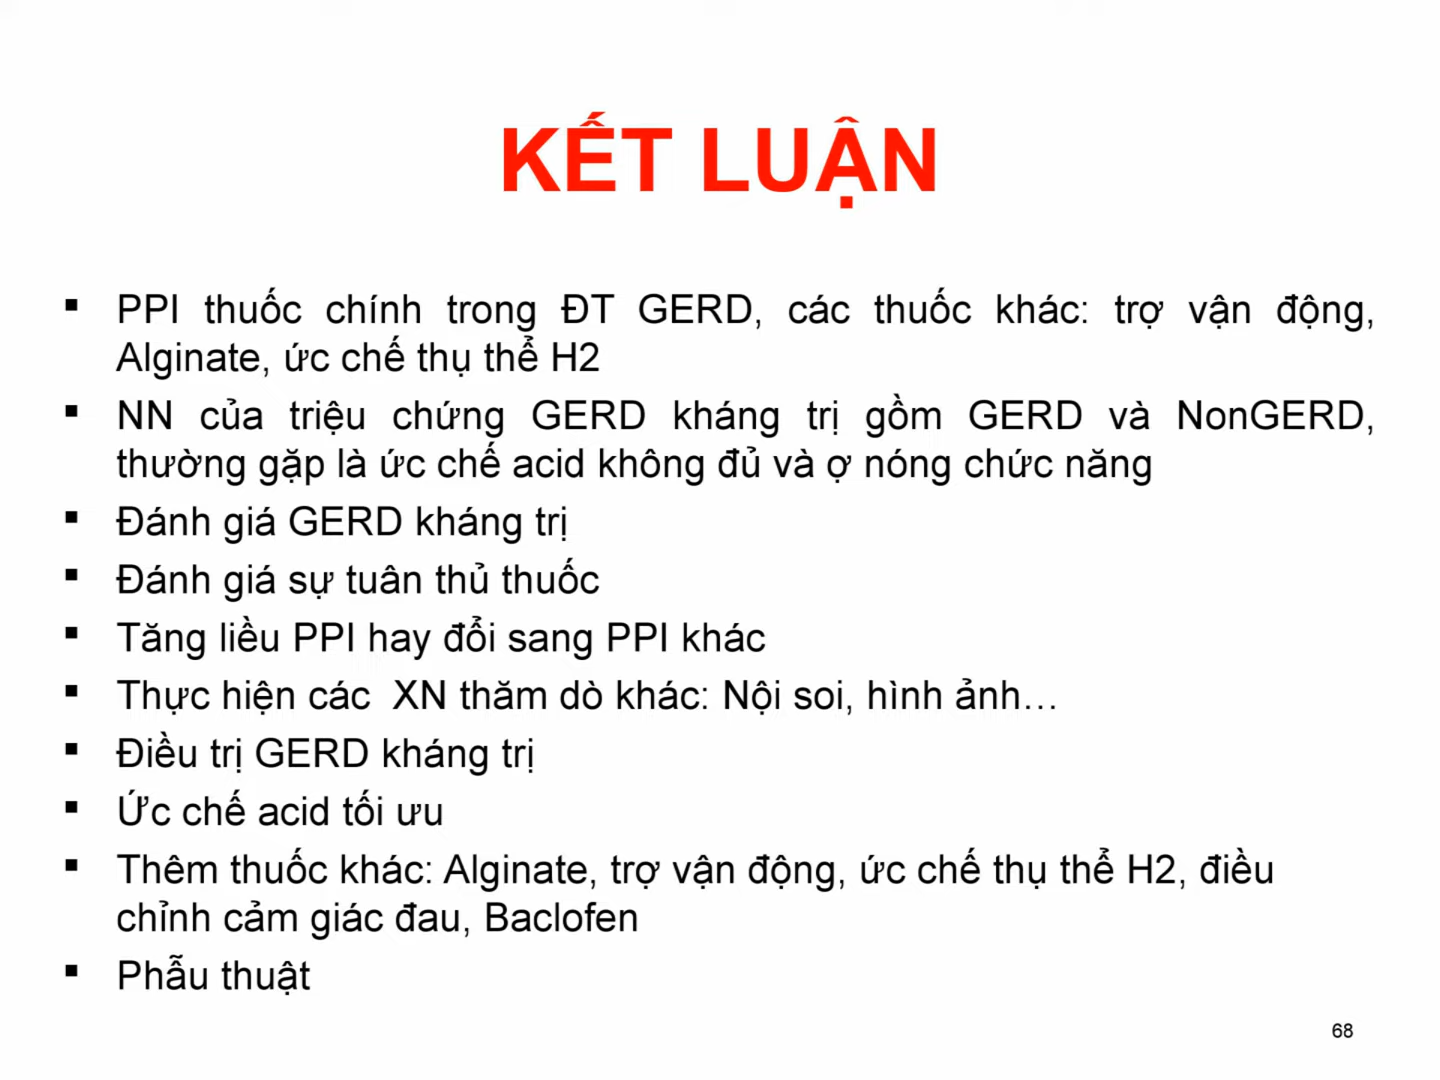 KẾT LUẬN
▪ PPI thuốc chính trong ĐT GERD, các thuốc khác: trợ vận động,
Alginate, ức chế thụ thể H2
▪ NN của triệu chứng GERD kháng trị gồm GERD và NonGERD,
thường gặp là ức chế acid không đủ và ợ nóng chức năng
▪ Đánh giá GERD kháng trị
▪ Đánh giá sự tuân thủ thuốc
▪ Tăng liều PPI hay đổi sang PPI khác
▪ Thực hiện các XN thăm dò khác: Nội soi, hình ảnh...
▪ Điều trị GERD kháng trị
▪ Ức chế acid tối ưu
▪ Thêm thuốc khác: Alginate, trợ vận động, ức chế thụ thể H2, điều
chỉnh cảm giác đau, Baclofen
▪ Phẫu thuật
68